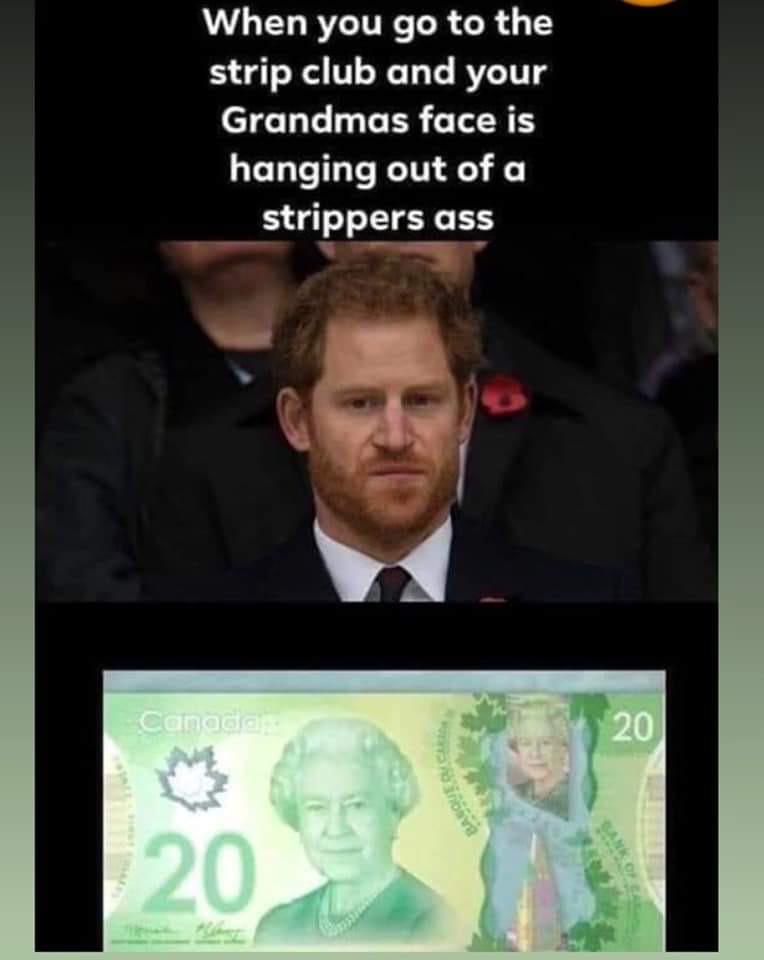 When you go to the
strip club and your
Grandmas face is
hanging out of a
strippers ass
Canada
20
BANQUE DU CANADA
BANK OF
20